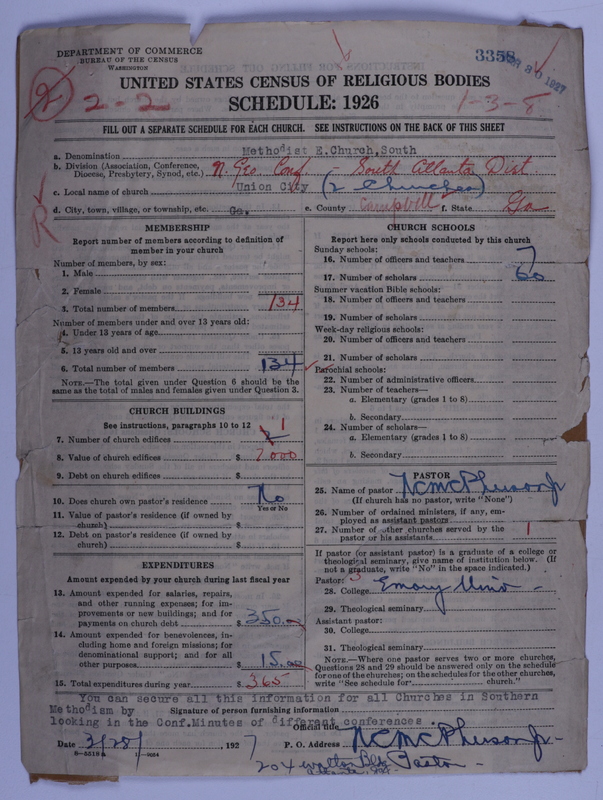 DEPARTMENT OF COMMERCE
BUREAU OF THE CENSUS
WASHINGTON
3358
MAR 30 1927
UNITED STATES CENSUS OF RELIGIOUS BODIES
2-2
SCHEDULE: 1926
1-3-8
FILL OUT A SEPARATE SCHEDULE FOR EACH CHURCH. SEE INSTRUCTIONS ON THE BACK OF THIS SHEET
a. Denomination Methodist E.Church,South
b. Division (Association, Conference, Diocese, Presbytery, Synod, etc.) N. Geo Conf - South Atlanta Dist
c. Local name of church Union City (2 Churches)
d. City, town, village, or township, etc. Ga. e. County Campbell f. State Ga
R
MEMBERSHIP
Report number of members according to definition of member in your church
Number of members, by sex:
1. Male
2. Female
3. Total number of members 134
Number of members under and over 13 years old:
4. Under 13 years of age
5. 13 years old and over
6. Total number of members 134
NOTE.—The total given under Question 6 should be the same as the total of males and females given under Question 3.
CHURCH BUILDINGS
See instructions, paragraphs 10 to 12
7. Number of church edifices 2 1
8. Value of church edifices $ 7000
9. Debt on church edifices $
10. Does church own pastor's residence No
Yes or No
11. Value of pastor's residence (if owned by church) $
12. Debt on pastor's residence (if owned by church) $
EXPENDITURES
Amount expended by your church during last fiscal year
13. Amount expended for salaries, repairs, and other running expenses; for improvements or new buildings; and for payments on church debt $ 350.00
14. Amount expended for benevolences, including home and foreign missions; for denominational support; and for all other purposes $ 15.00
15. Total expenditures during year $ 365
CHURCH SCHOOLS
Report here only schools conducted by this church
Sunday schools:
16. Number of officers and teachers 7
17. Number of scholars 60
Summer vacation Bible schools:
18. Number of officers and teachers
19. Number of scholars
Week-day religious schools:
20. Number of officers and teachers
21. Number of scholars
Parochial schools:
22. Number of administrative officers
23. Number of teachers—
a. Elementary (grades 1 to 8)
b. Secondary
24. Number of scholars—
a. Elementary (grades 1 to 8)
b. Secondary
PASTOR
25. Name of pastor N C McPherson Jr
(If church has no pastor, write "None")
26. Number of ordained ministers, if any, employed as assistant pastors
27. Number of other churches served by the pastor or his assistants 1
If pastor (or assistant pastor) is a graduate of a college or theological seminary, give name of institution below. (If not a graduate, write "No" in the space indicated.)
Pastor: 3
28. College Emory Univ -
29. Theological seminary
Assistant pastor:
30. College
31. Theological seminary
NOTE.—Where one pastor serves two or more churches, Questions 28 and 29 should be answered only on the schedule for one of the churches; on the schedules for the other churches, write "See schedule for church."
You can secure all this information for all Churches in Southern
Methodism by Signature of person furnishing information
looking in the Conf.Minutes of different conferences .
Official title
Date 3/28/ , 1927 P. O. Address N C McPherson Jr-
204 Walton Bldg Pastor -
Atlanta,
8-5518